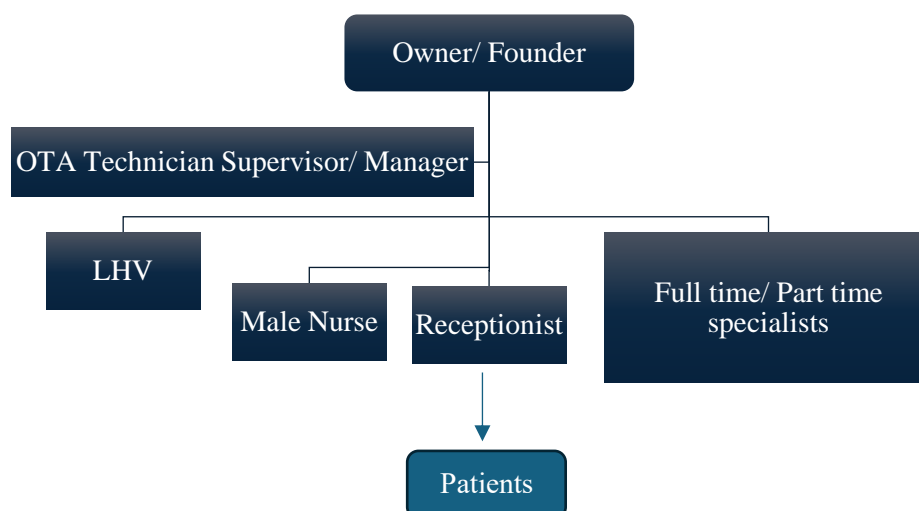 Owner/ Founder
OTA Technician Supervisor/ Manager
LHV
Male Nurse
Receptionist
Full time/ Part time
specialists
Patients